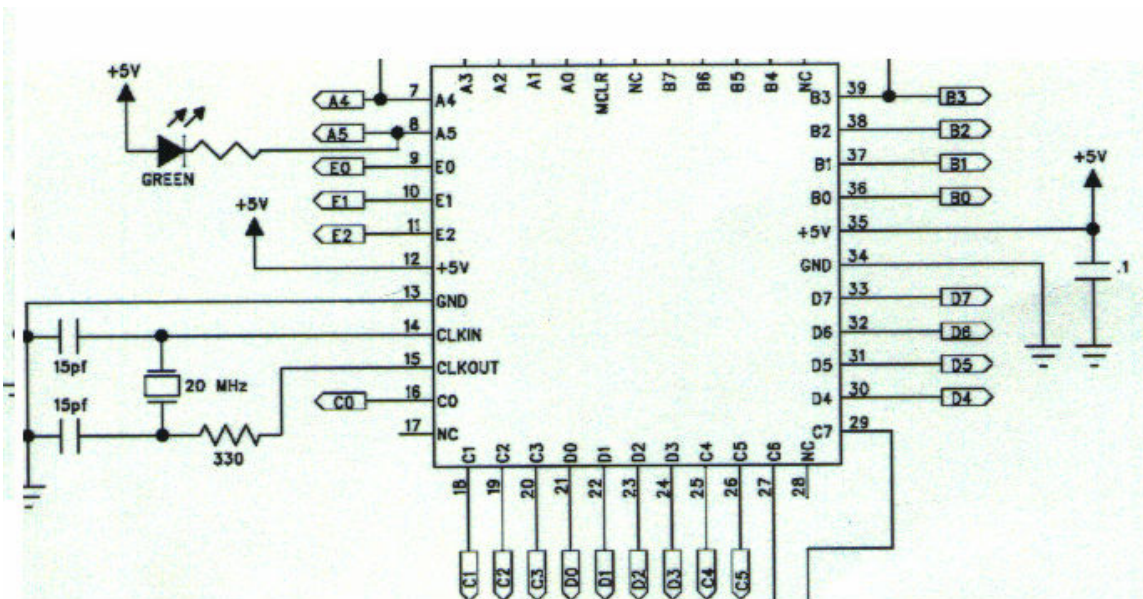 A3 A2 A1 A0 MCLR NC B7 B6 B5 B4 NC
+5V
A4 7 A4
A5 8 A5
GREEN
E0 9 E0
E1 10 E1
+5V
E2 11 E2
12 +5V
13 GND
14 CLKIN
15pf
15 CLKOUT
20 MHz
15pf
C0 16 C0
17 NC
330
B3 39 B3
B2 38 B2
B1 37 B1
+5V
B0 36 B0
+5V 35
GND 34
.1
D7 33 D7
D6 32 D6
D5 31 D5
D4 30 D4
C7 29
C1 C2 C3 D0 D1 D2 D3 C4 C5 C6 NC
18 19 20 21 22 23 24 25 26 27 28
C1 C2 C3 D0 D1 D2 D3 C4 C5